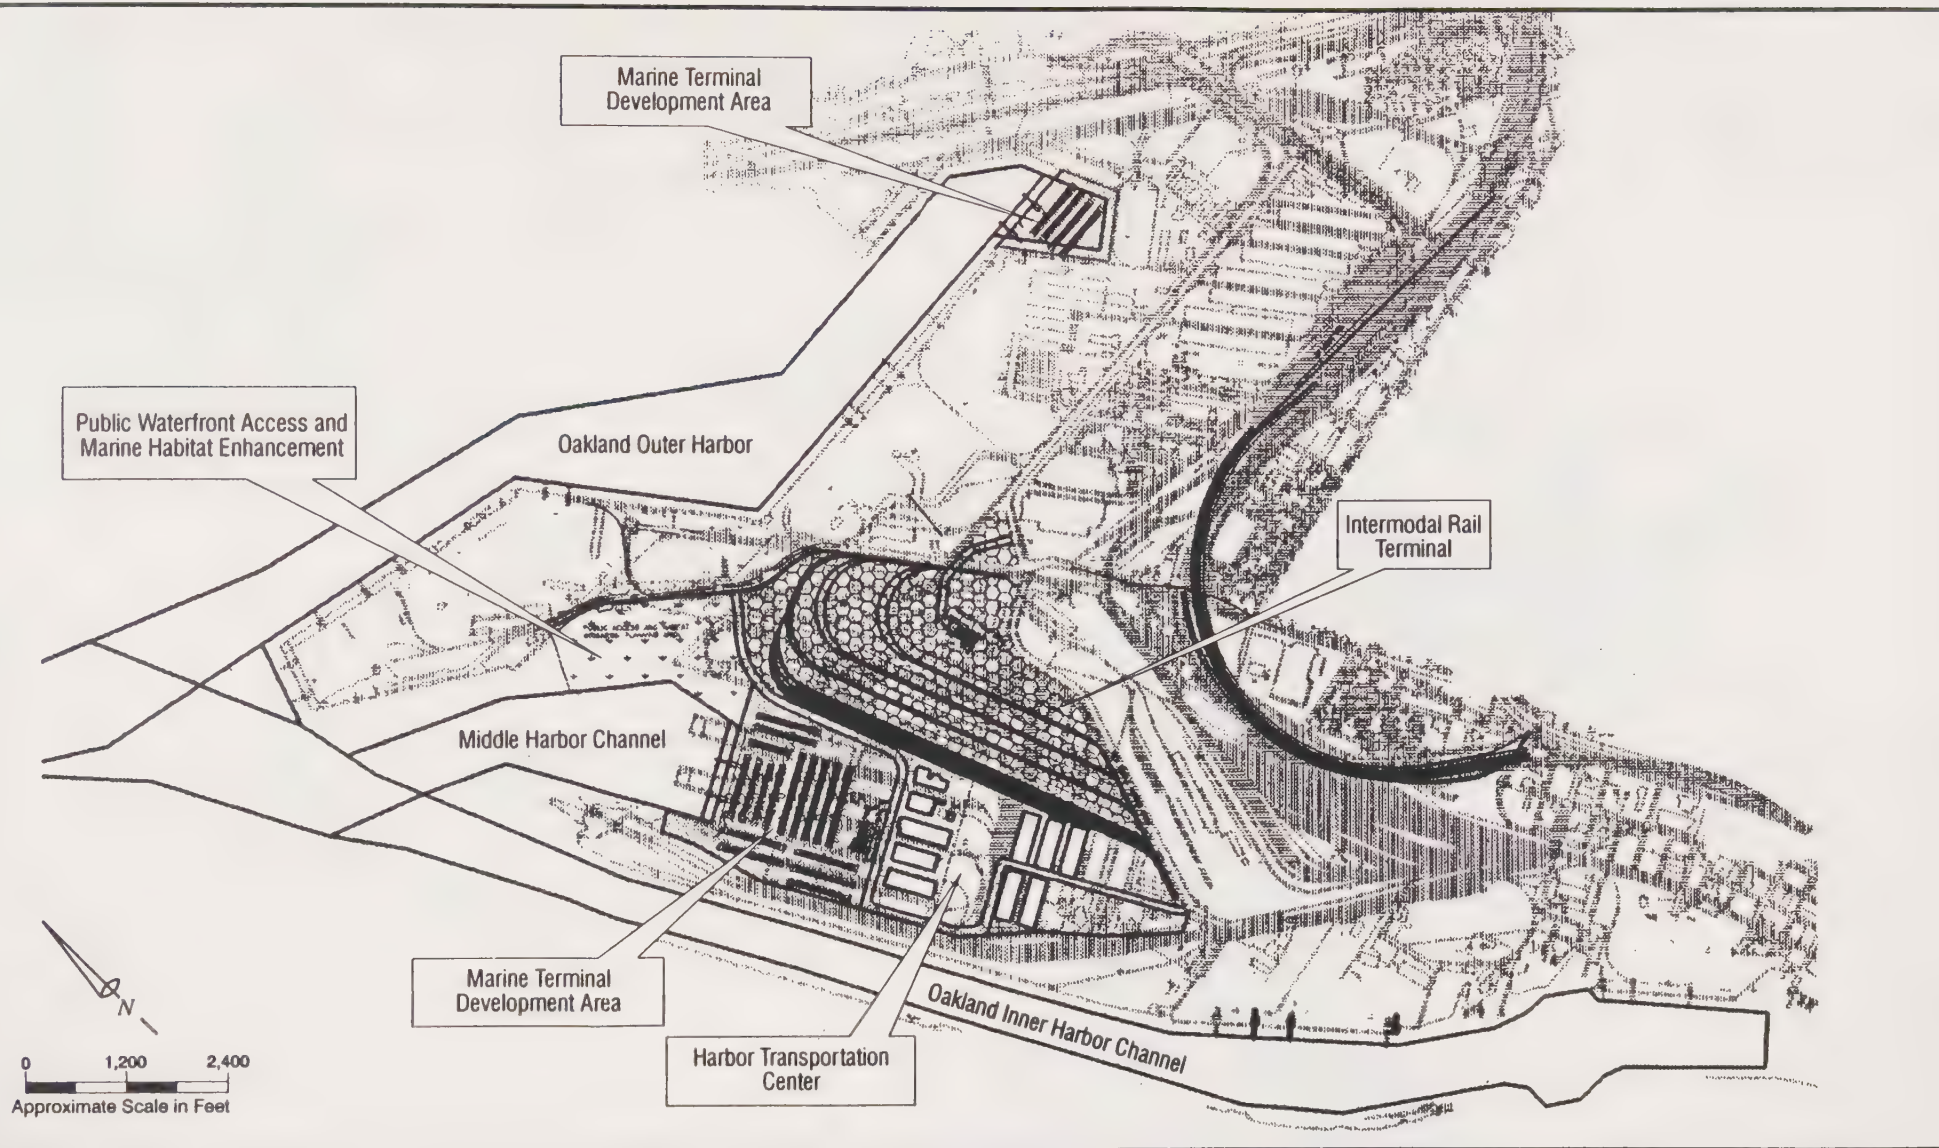 Marine Terminal
Development Area
Public Waterfront Access and
Marine Habitat Enhancement
Oakland Outer Harbor
Intermodal Rail
Terminal
Middle Harbor Channel
Marine Terminal
Development Area
Harbor Transportation
Center
Oakland Inner Harbor Channel
N
0 1,200 2,400
Approximate Scale in Feet